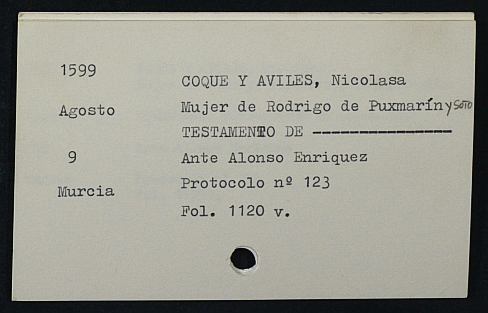 1599
COQUE Y AVILES, Nicolasa
Agosto
Mujer de Rodrigo de Puxmarín y SOTO
TESTAMENTO DE ----------------
9
Ante Alonso Enriquez
Murcia
Protocolo nº 123
Fol. 1120 v.